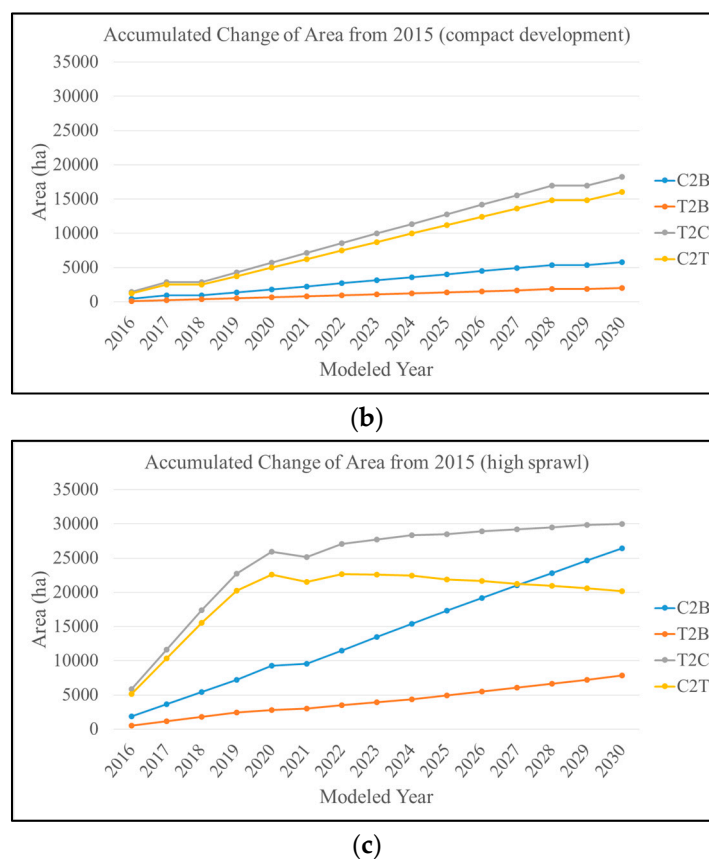 Accumulated Change of Area from 2015 (compact development)
35000
30000
25000
20000
15000
10000
5000
0
Area (ha)
C2B
T2B
T2C
C2T
2016 2017 2018 2019 2020 2021 2022 2023 2024 2025 2026 2027 2028 2029 2030
Modeled Year
(b)
Accumulated Change of Area from 2015 (high sprawl)
35000
30000
25000
20000
15000
10000
5000
0
Area (ha)
C2B
T2B
T2C
C2T
2016 2017 2018 2019 2020 2021 2022 2023 2024 2025 2026 2027 2028 2029 2030
Modeled Year
(c)